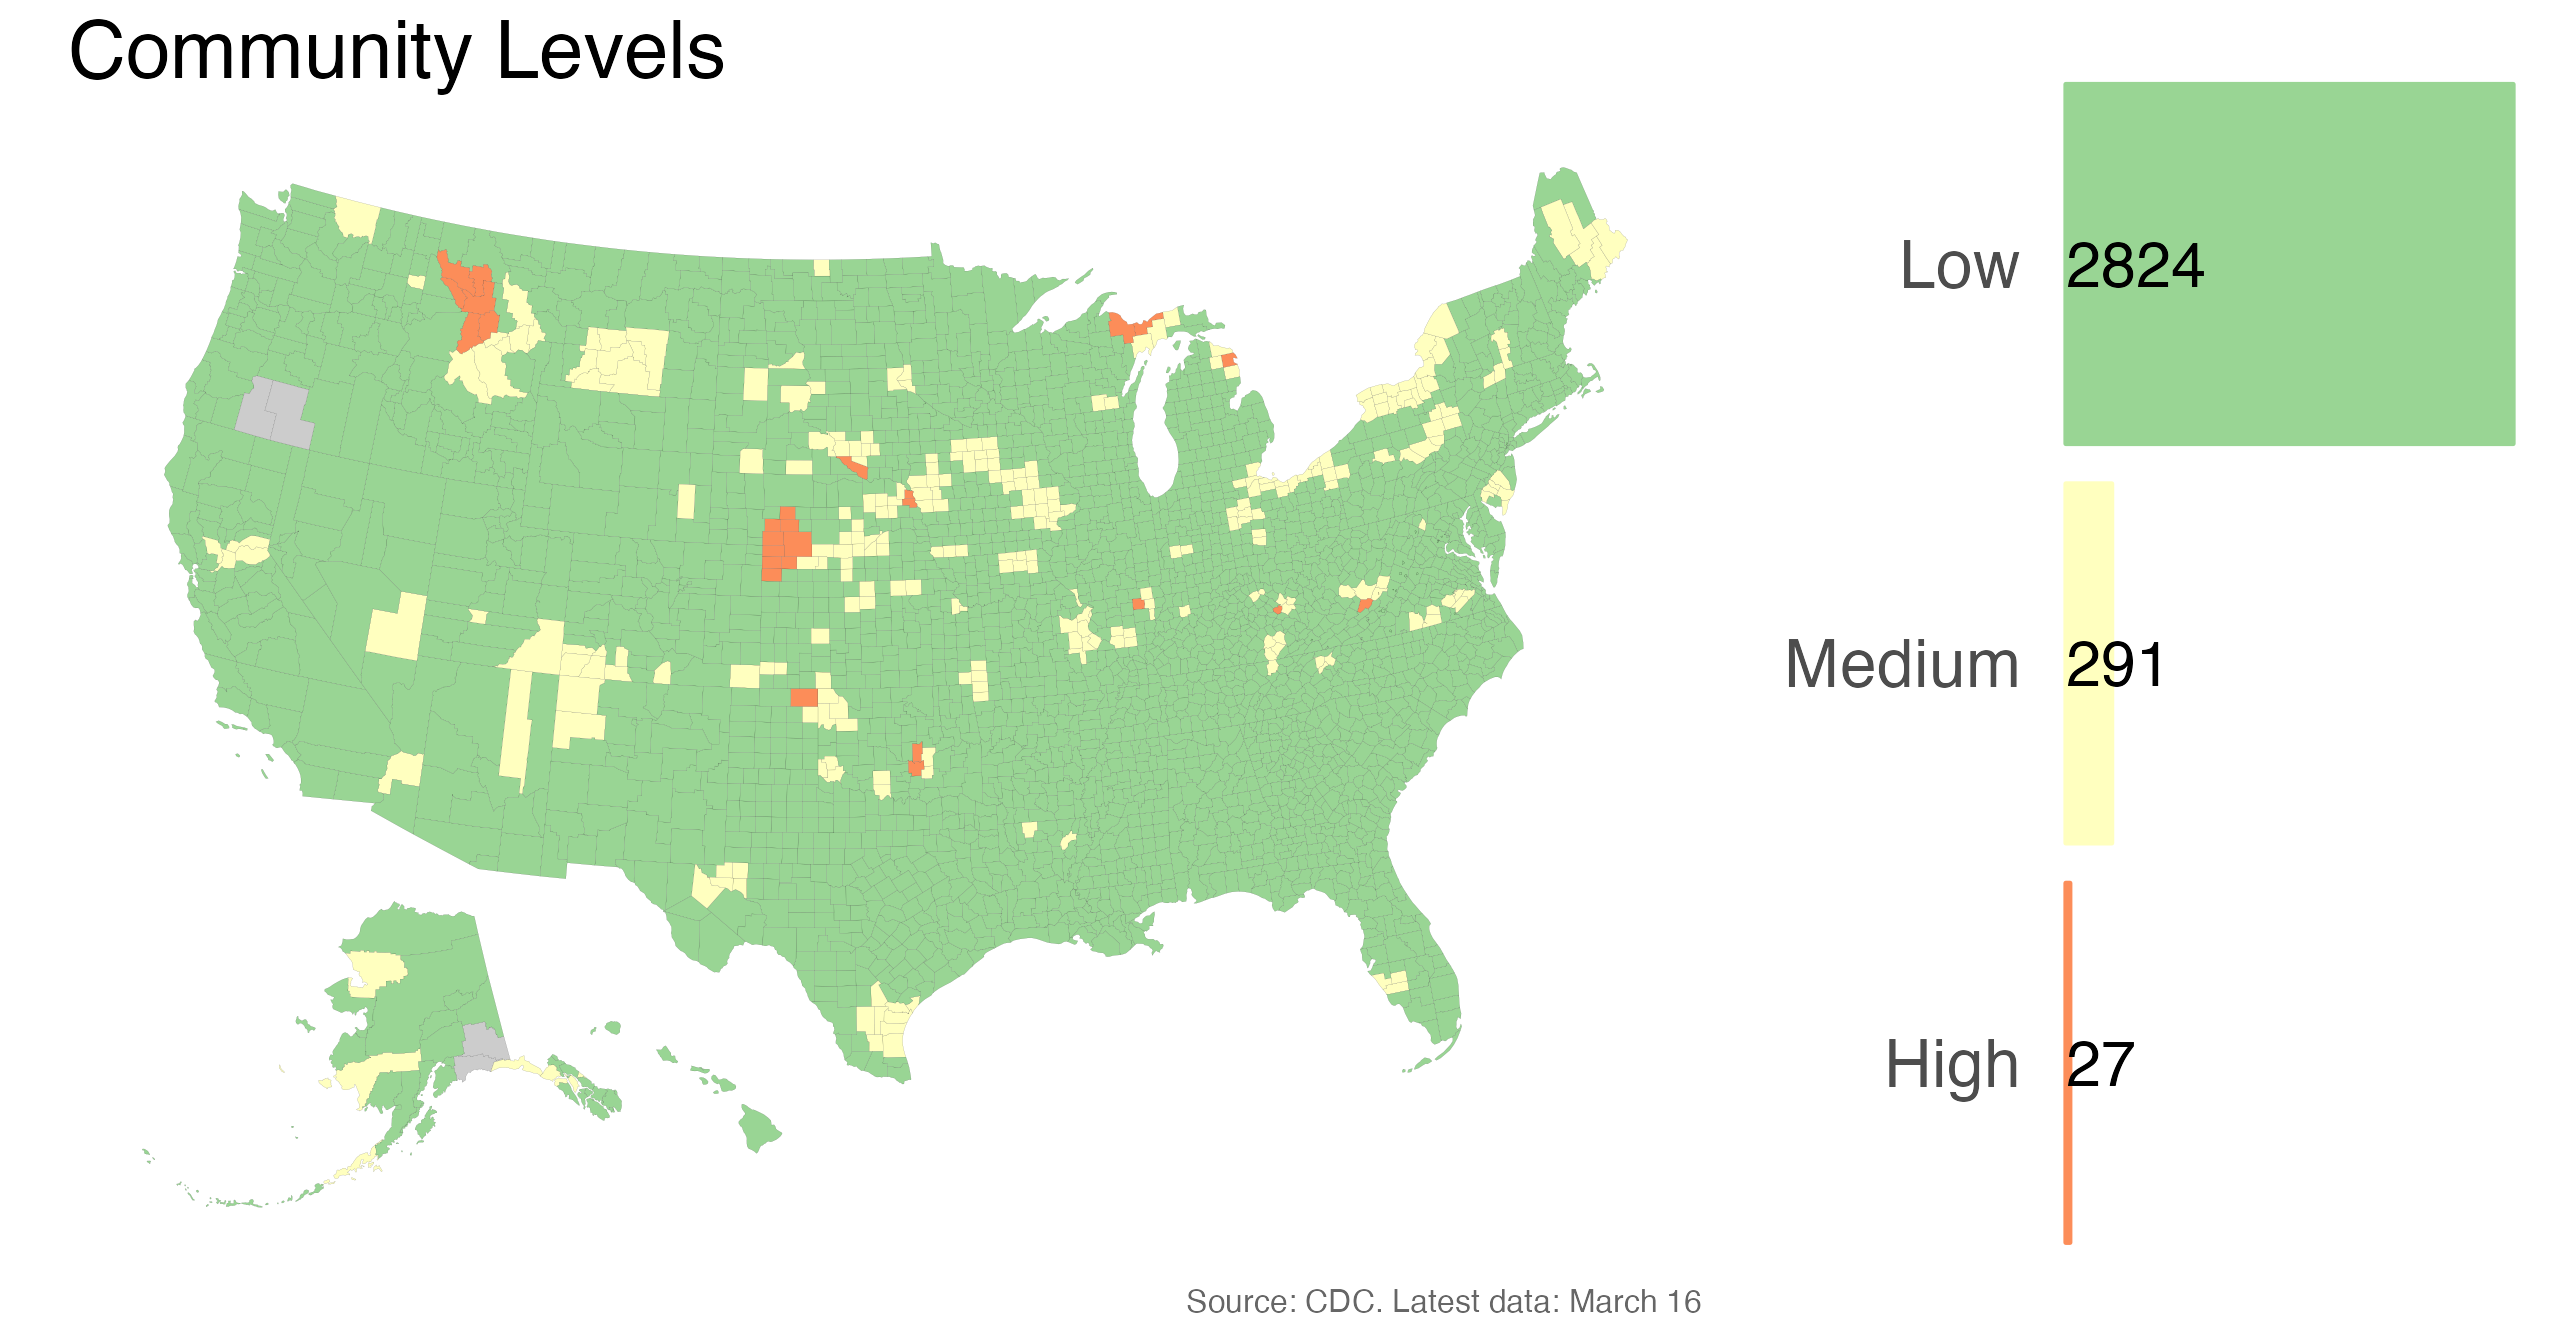 Community Levels
Low 2824
Medium 291
High 27
Source: CDC. Latest data: March 16